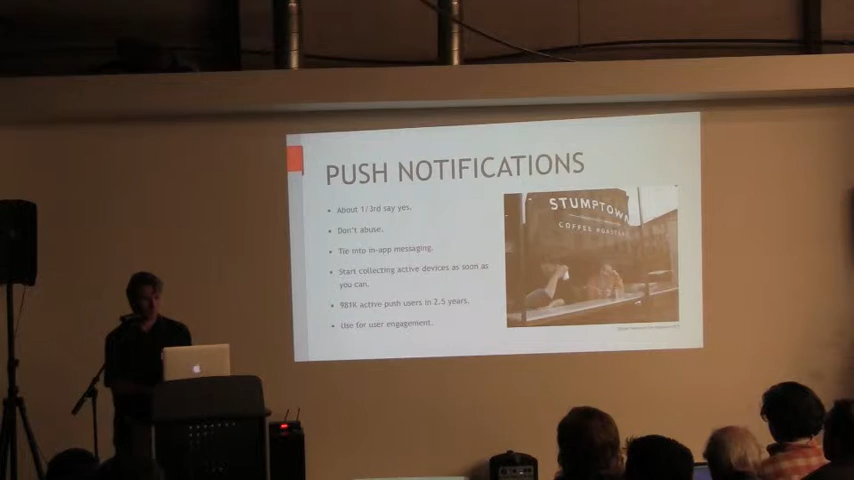 PUSH NOTIFICATIONS
• About 1/3rd say yes.
• Don't abuse.
• Tie into in-app messaging.
• Start collecting active devices as soon as
you can.
• 981K active push users in 2.5 years.
• Use for user engagement.
STUMPTOWN
COFFEE ROASTERS